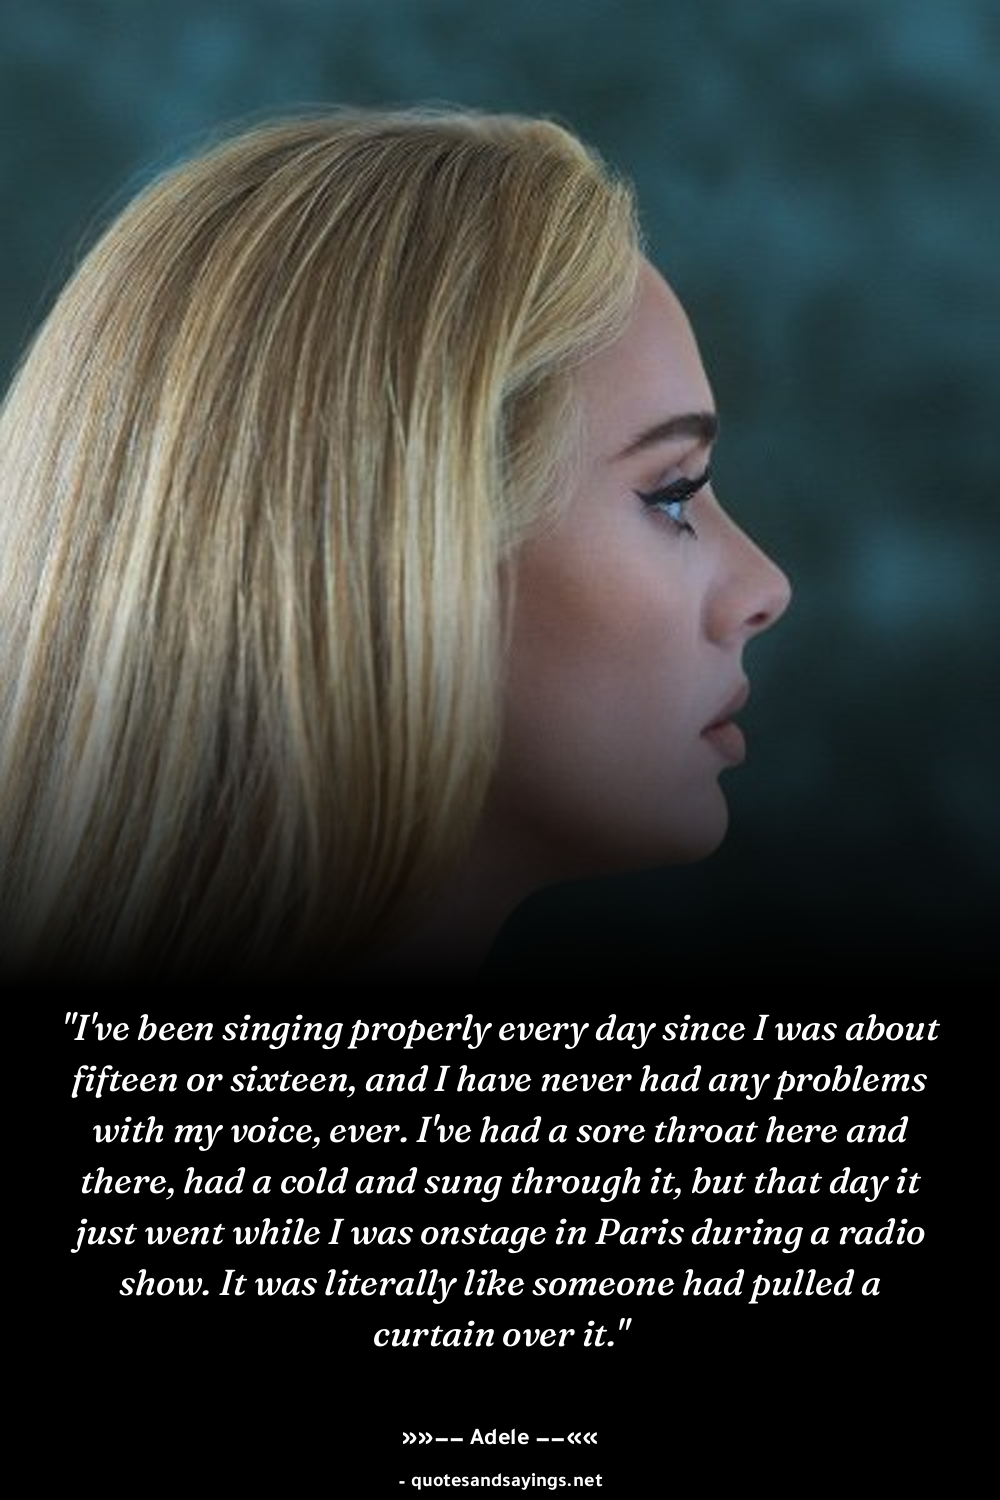 "I've been singing properly every day since I was about
fifteen or sixteen, and I have never had any problems
with my voice, ever. I've had a sore throat here and
there, had a cold and sung through it, but that day it
just went while I was onstage in Paris during a radio
show. It was literally like someone had pulled a
curtain over it."
»»–– Adele ––««
- quotesandsayings.net